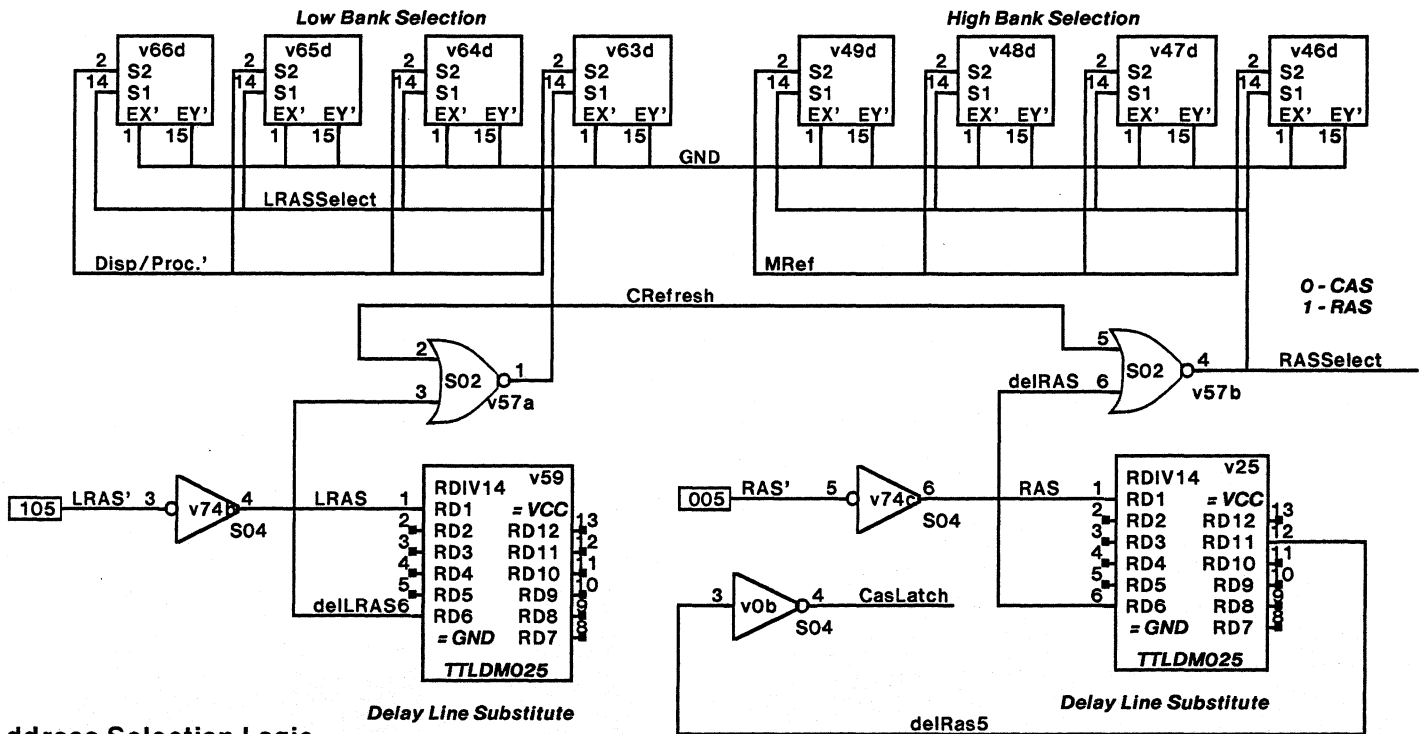 Low Bank Selection
High Bank Selection
v66d
v65d
v64d
v63d
v49d
v48d
v47d
v46d
2 S2
14 S1
EX' EY'
1 15
2 S2
14 S1
EX' EY'
1 15
2 S2
14 S1
EX' EY'
1 15
2 S2
14 S1
EX' EY'
1 15
2 S2
14 S1
EX' EY'
1 15
2 S2
14 S1
EX' EY'
1 15
2 S2
14 S1
EX' EY'
1 15
2 S2
14 S1
EX' EY'
1 15
GND
LRASSelect
Disp/Proc.'
MRef
CRefresh
0 - CAS
1 - RAS
2
3
S02
1
v57a
5
delRAS 6
S02
4
v57b
RASSelect
105
LRAS' 3
v74b
4
S04
LRAS 1
v59
RDIV14
RD1 = VCC
2 RD2 RD12 13
3 RD3 RD11 12
4 RD4 RD10 11
5 RD5 RD9 10
delLRAS6 RD6 RD8 9
= GND RD7 8
TTLDM025
Delay Line Substitute
005
RAS' 5
v74c
6
S04
RAS 1
v25
RDIV14
RD1 = VCC
2 RD2 RD12 13
3 RD3 RD11 12
4 RD4 RD10 11
5 RD5 RD9 10
6 RD6 RD8 9
= GND RD7 8
TTLDM025
Delay Line Substitute
3
v0b
4
S04
CasLatch
delRas5
ddress Selection Logic